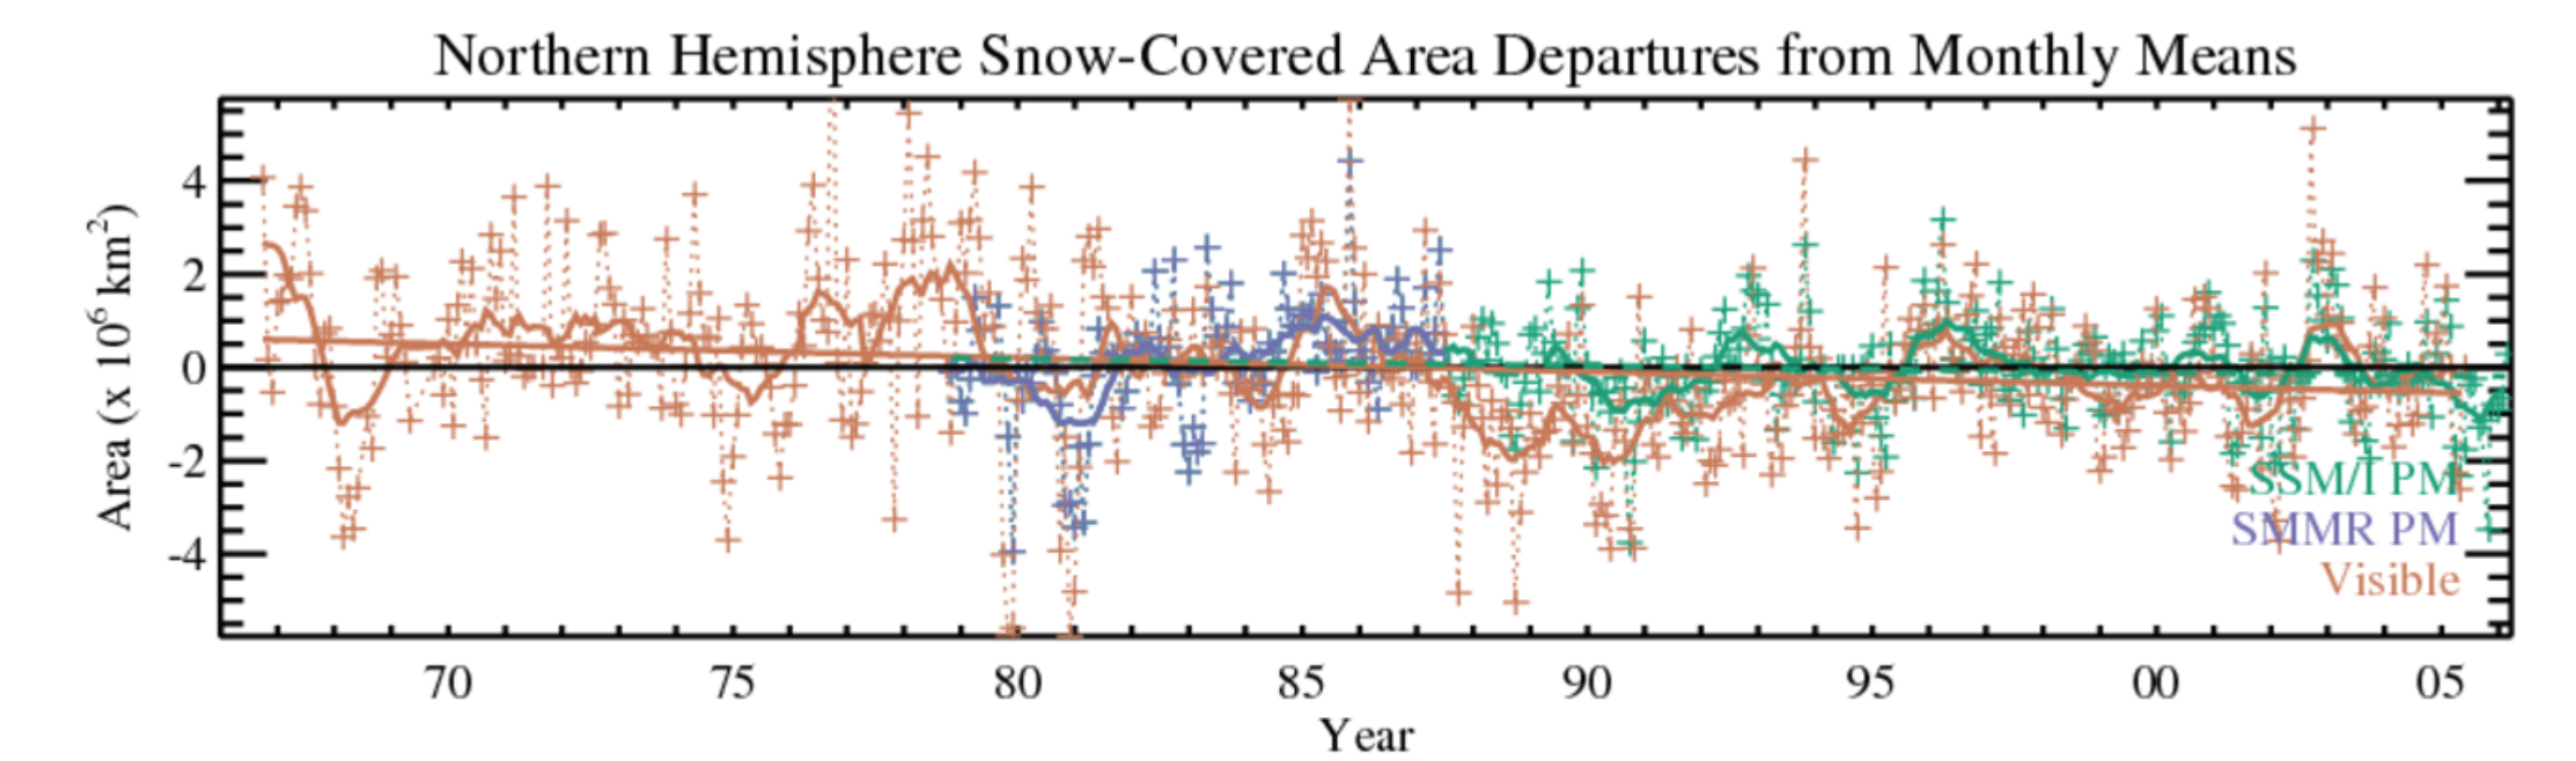 Northern Hemisphere Snow-Covered Area Departures from Monthly Means
Area (x 10⁶ km²)
4
2
0
-2
-4
SSM/I PM
SMMR PM
Visible
70 75 80 85 90 95 00 05
Year